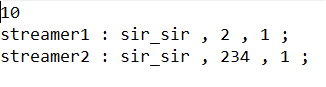 10
streamer1 : sir_sir , 2 , 1 ;
streamer2 : sir_sir , 234 , 1 ;